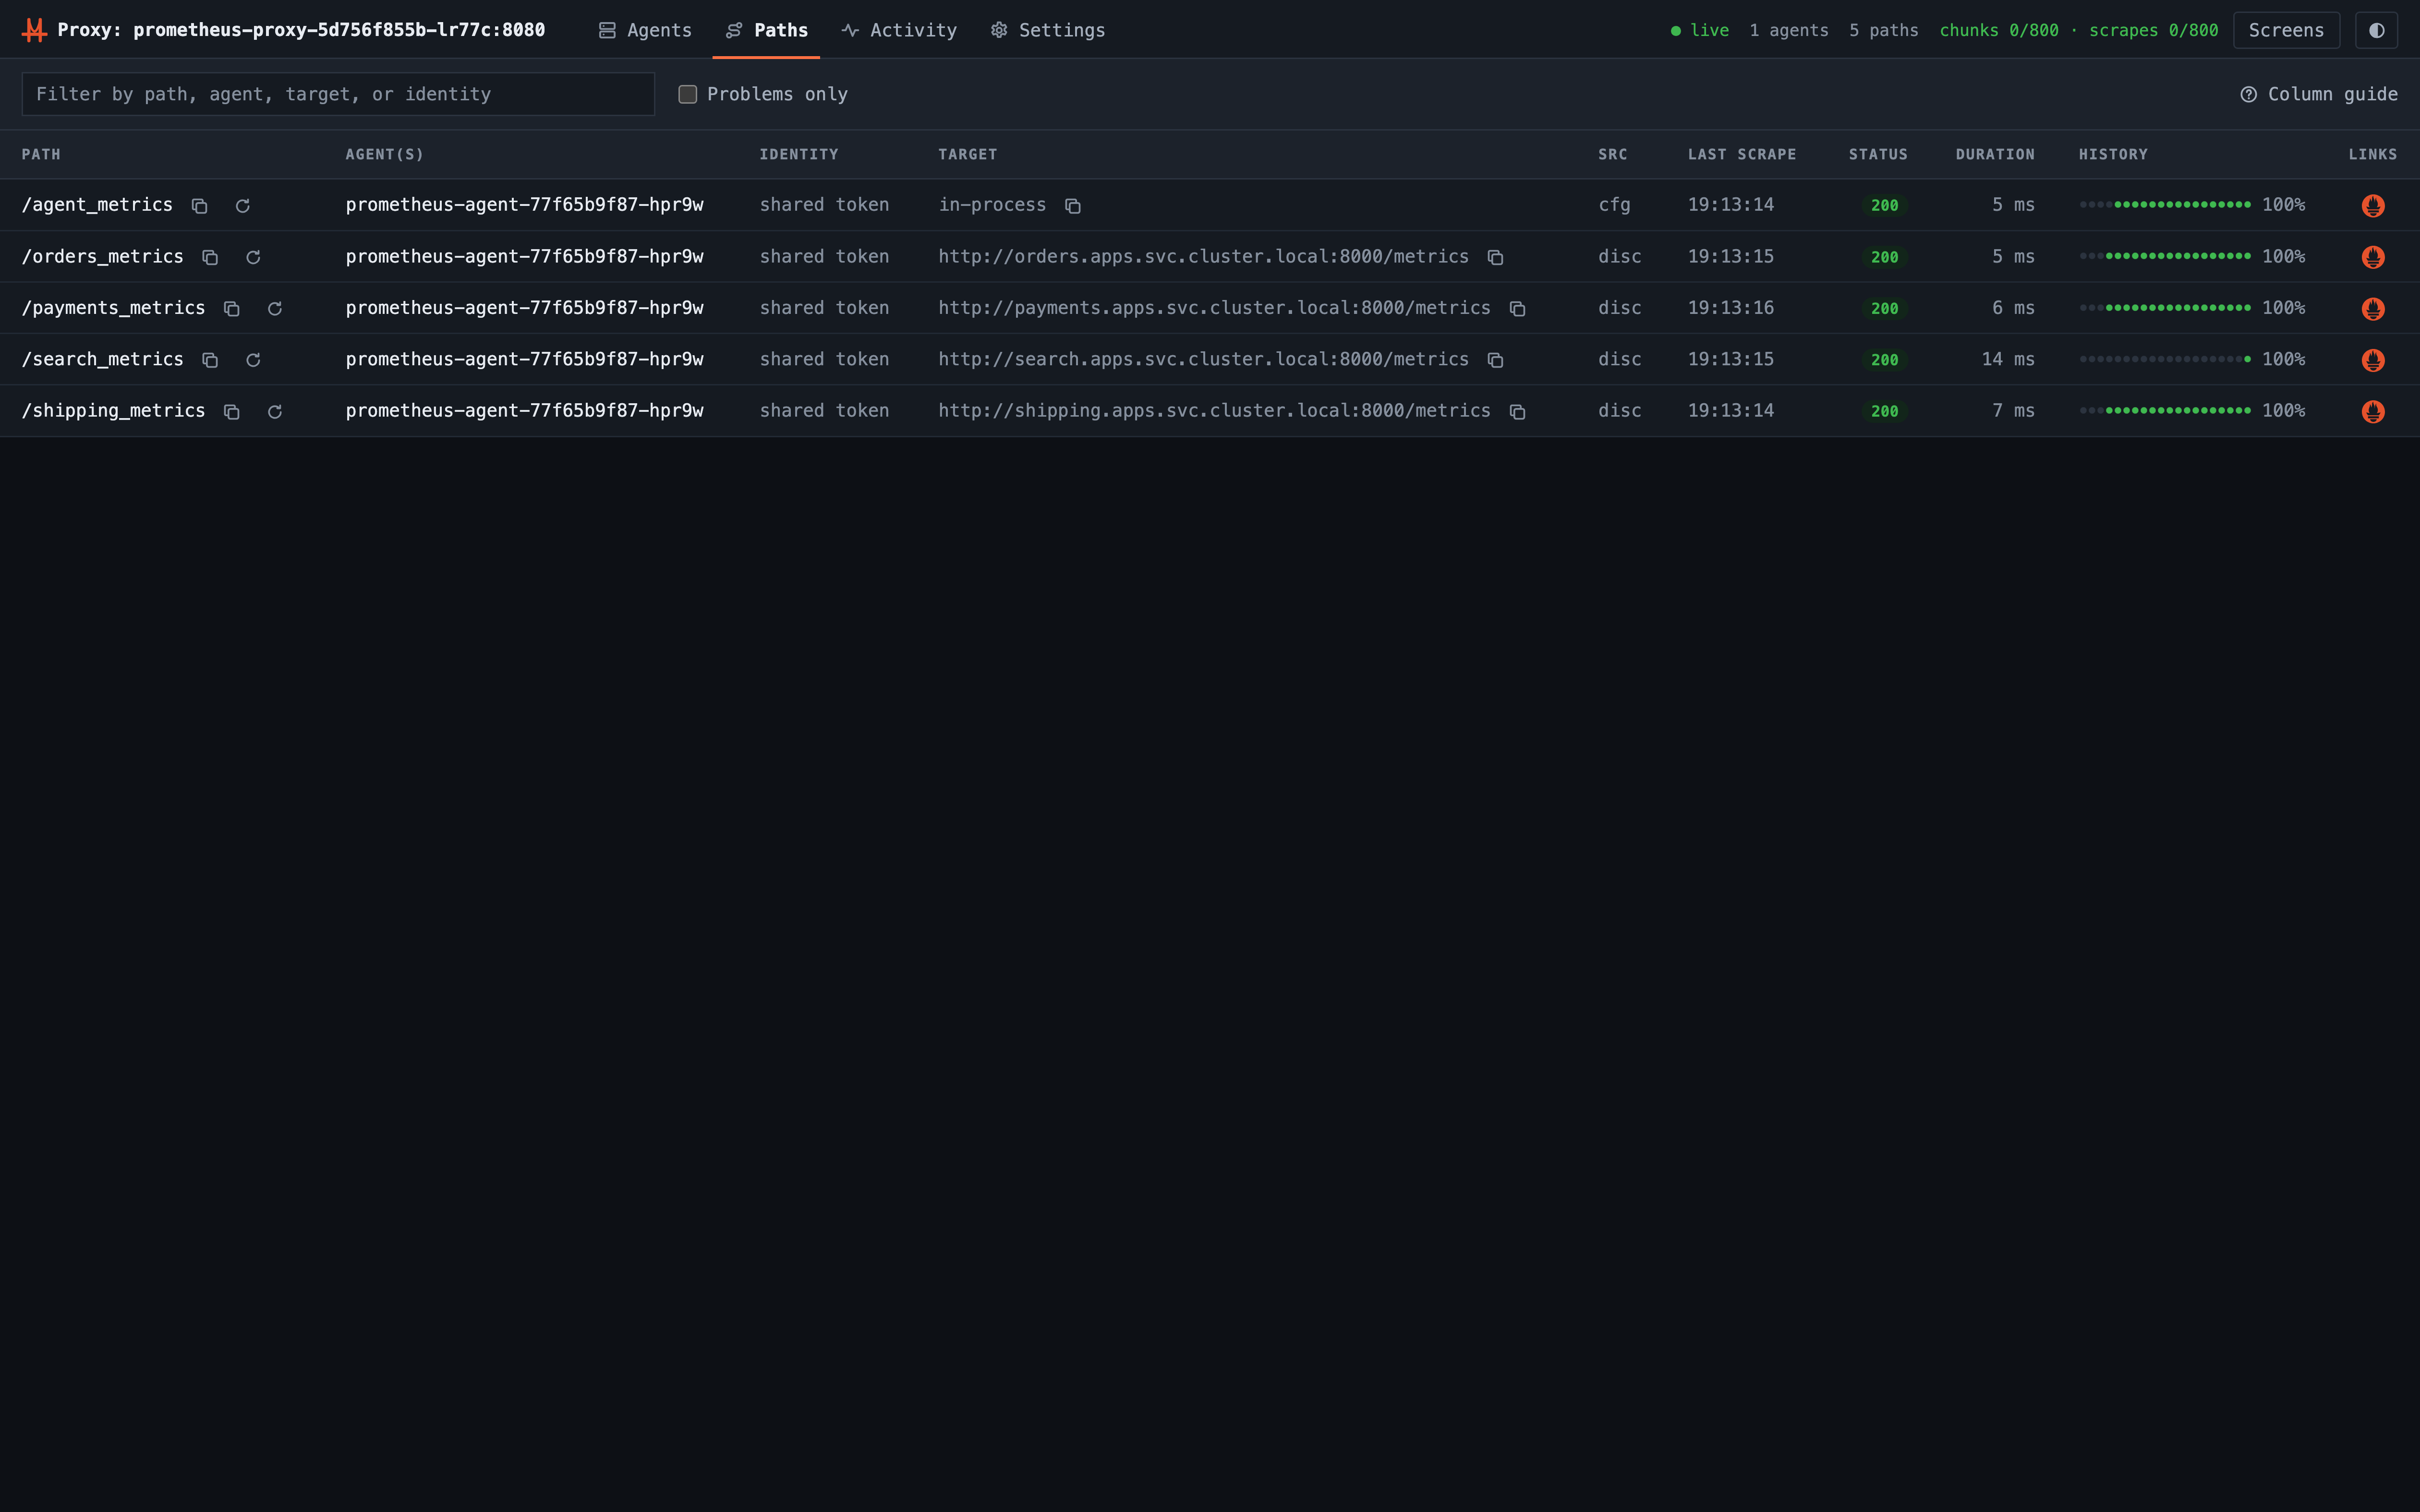 Proxy: prometheus-proxy-5d756f855b-lr77c:8080 Agents Paths Activity Settings live 1 agents 5 paths chunks 0/800 · scrapes 0/800 Screens
Filter by path, agent, target, or identity Problems only Column guide
PATH AGENT(S) IDENTITY TARGET SRC LAST SCRAPE STATUS DURATION HISTORY LINKS
/agent_metrics prometheus-agent-77f65b9f87-hpr9w shared token in-process cfg 19:13:14 200 5 ms 100%
/orders_metrics prometheus-agent-77f65b9f87-hpr9w shared token http://orders.apps.svc.cluster.local:8000/metrics disc 19:13:15 200 5 ms 100%
/payments_metrics prometheus-agent-77f65b9f87-hpr9w shared token http://payments.apps.svc.cluster.local:8000/metrics disc 19:13:16 200 6 ms 100%
/search_metrics prometheus-agent-77f65b9f87-hpr9w shared token http://search.apps.svc.cluster.local:8000/metrics disc 19:13:15 200 14 ms 100%
/shipping_metrics prometheus-agent-77f65b9f87-hpr9w shared token http://shipping.apps.svc.cluster.local:8000/metrics disc 19:13:14 200 7 ms 100%